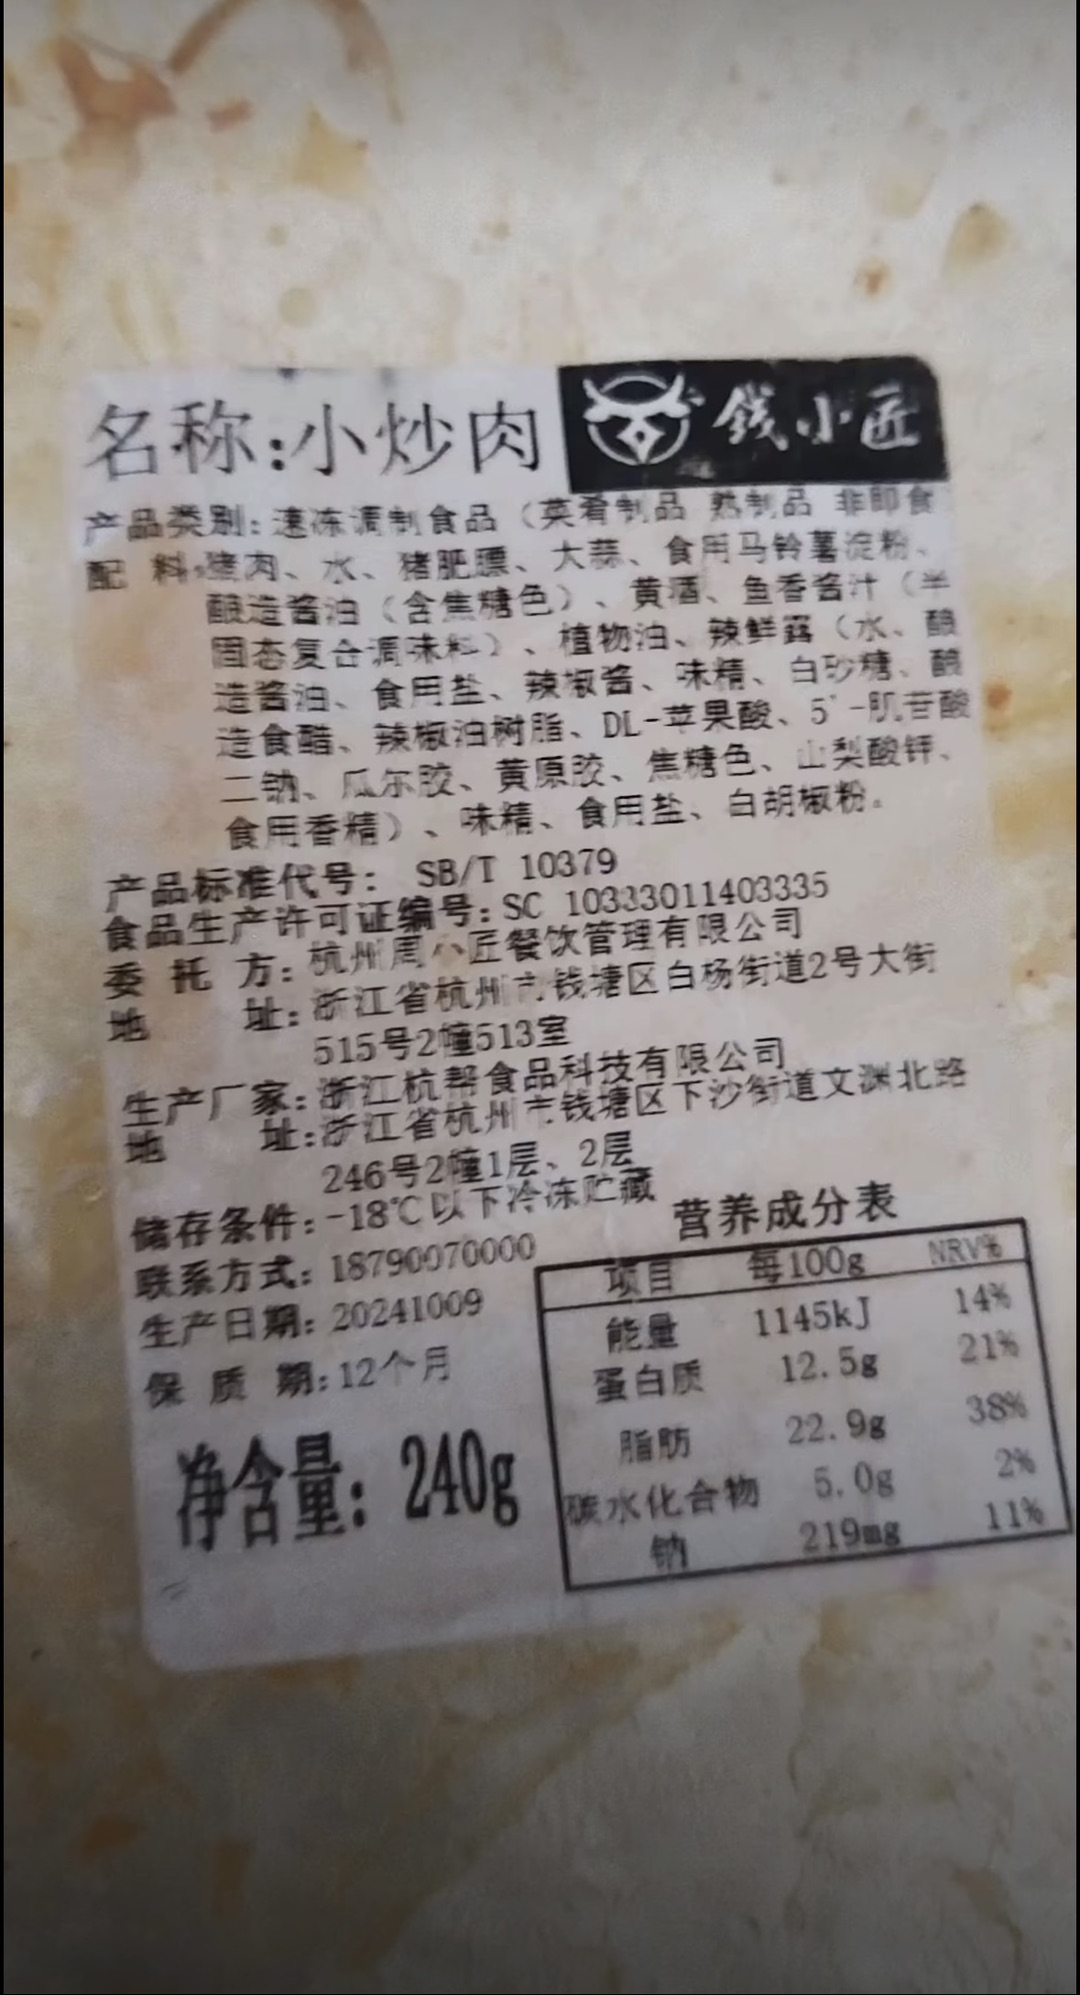 名称:小炒肉
钱小匠
产品类别:速冻调制食品(菜肴制品 熟制品 非即食
配 料:猪肉、水、猪肥膘、大蒜、食用马铃薯淀粉、
酿造酱油(含焦糖色)、黄酒、鱼香酱汁(半
固态复合调味料)、植物油、辣鲜露(水、酿
造酱油、食用盐、辣椒酱、味精、白砂糖、酿
造食醋、辣椒油树脂、DL-苹果酸、5'-肌苷酸
二钠、瓜尔胶、黄原胶、焦糖色、山梨酸钾、
食用香精)、味精、食用盐、白胡椒粉。
产品标准代号: SB/T 10379
食品生产许可证编号:SC 10333011403335
委 托 方:杭州周六匠餐饮管理有限公司
地 址:浙江省杭州市钱塘区白杨街道2号大街
515号2幢513室
生产厂家:浙江杭帮食品科技有限公司
地 址:浙江省杭州市钱塘区下沙街道文渊北路
246号2幢1层、2层
储存条件:-18℃以下冷冻贮藏
联系方式:18790070000
生产日期:20241009
保 质 期:12个月
净含量:240g
营养成分表
项目 每100g NRV%
能量 1145kJ 14%
蛋白质 12.5g 21%
脂肪 22.9g 38%
碳水化合物 5.0g 2%
钠 219mg 11%